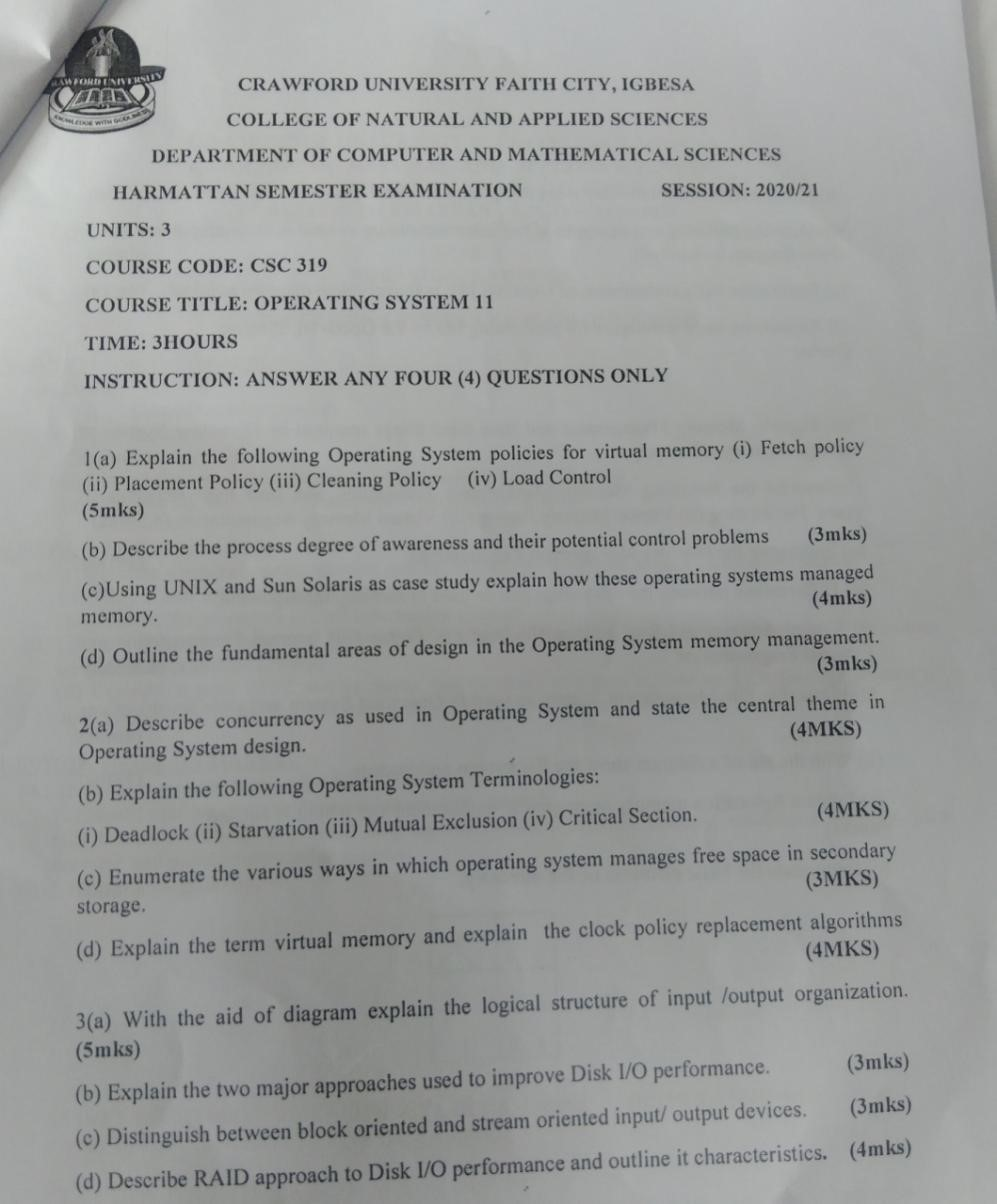 CRAWFORD UNIVERSITY
KNOWLEDGE WITH GODLINESS
CRAWFORD UNIVERSITY FAITH CITY, IGBESA
COLLEGE OF NATURAL AND APPLIED SCIENCES
DEPARTMENT OF COMPUTER AND MATHEMATICAL SCIENCES
HARMATTAN SEMESTER EXAMINATION SESSION: 2020/21
UNITS: 3
COURSE CODE: CSC 319
COURSE TITLE: OPERATING SYSTEM 11
TIME: 3HOURS
INSTRUCTION: ANSWER ANY FOUR (4) QUESTIONS ONLY
1(a) Explain the following Operating System policies for virtual memory (i) Fetch policy
(ii) Placement Policy (iii) Cleaning Policy (iv) Load Control
(5mks)
(b) Describe the process degree of awareness and their potential control problems (3mks)
(c)Using UNIX and Sun Solaris as case study explain how these operating systems managed
memory. (4mks)
(d) Outline the fundamental areas of design in the Operating System memory management.
(3mks)
2(a) Describe concurrency as used in Operating System and state the central theme in
Operating System design. (4MKS)
(b) Explain the following Operating System Terminologies:
(i) Deadlock (ii) Starvation (iii) Mutual Exclusion (iv) Critical Section. (4MKS)
(c) Enumerate the various ways in which operating system manages free space in secondary
storage. (3MKS)
(d) Explain the term virtual memory and explain the clock policy replacement algorithms
(4MKS)
3(a) With the aid of diagram explain the logical structure of input /output organization.
(5mks)
(b) Explain the two major approaches used to improve Disk I/O performance. (3mks)
(c) Distinguish between block oriented and stream oriented input/ output devices. (3mks)
(d) Describe RAID approach to Disk I/O performance and outline it characteristics. (4mks)